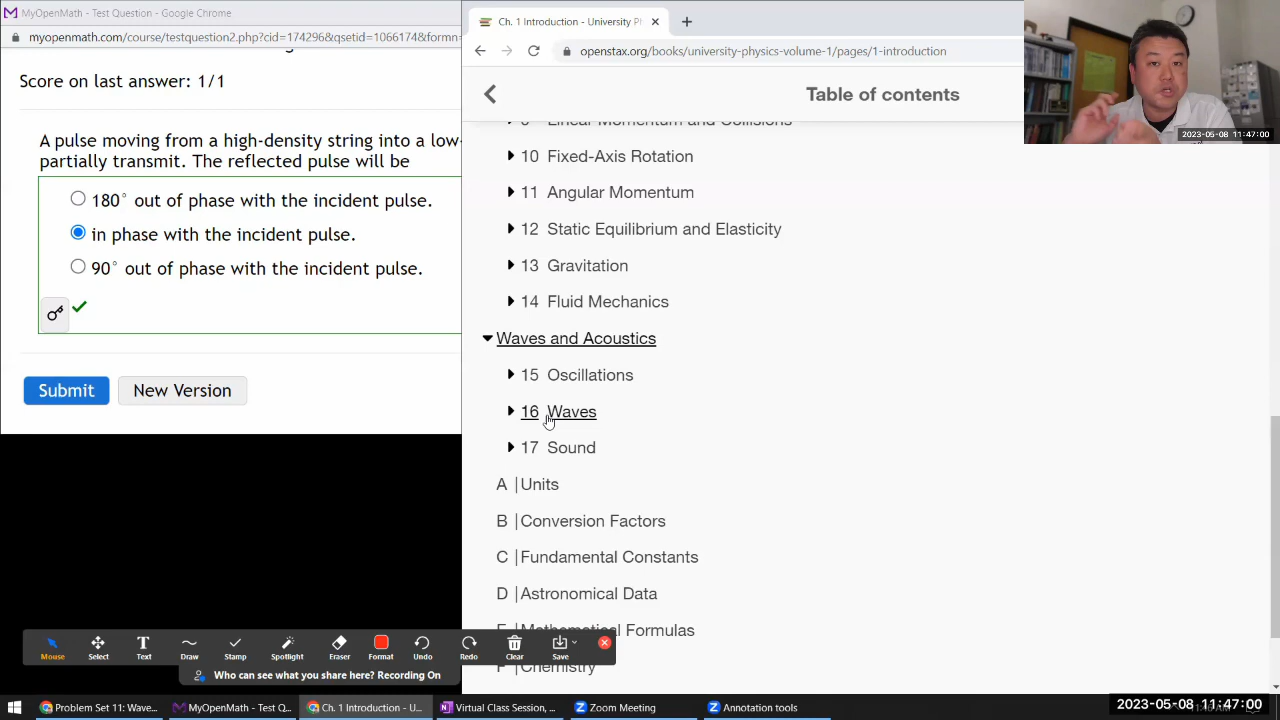 MyOpenMath - Test Question - Google Chrome
myopenmath.com/course/testquestion2.php?cid=174296&qsetid=1066174&formn=
Score on last answer: 1/1
A pulse moving from a high-density string into a low-
partially transmit. The reflected pulse will be
180° out of phase with the incident pulse.
in phase with the incident pulse.
90° out of phase with the incident pulse.
Submit
New Version
Ch. 1 Introduction - University P
openstax.org/books/university-physics-volume-1/pages/1-introduction
Table of contents
9 Linear Momentum and Collisions
10 Fixed-Axis Rotation
11 Angular Momentum
12 Static Equilibrium and Elasticity
13 Gravitation
14 Fluid Mechanics
Waves and Acoustics
15 Oscillations
16 Waves
17 Sound
A | Units
B | Conversion Factors
C | Fundamental Constants
D | Astronomical Data
E | Mathematical Formulas
F | Chemistry
2023-05-08 11:47:00
Mouse Select Text Draw Stamp Spotlight Eraser Format Undo Redo Clear Save
Who can see what you share here? Recording On
Problem Set 11: Wave...
MyOpenMath - Test Q...
Ch. 1 Introduction - U...
Virtual Class Session, ...
Zoom Meeting
Annotation tools
2023-05-08 11:47:00